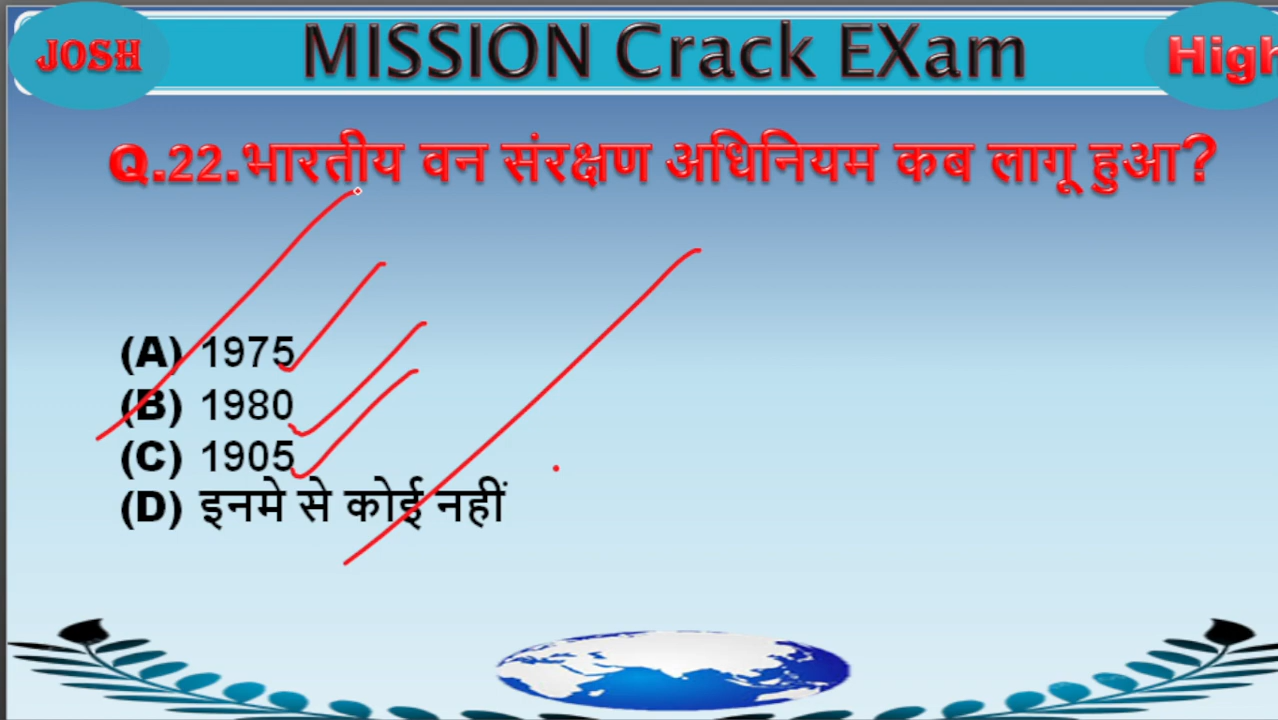 JOSH
MISSION Crack EXam
High
Q.22.भारतीय वन संरक्षण अधिनियम कब लागू हुआ?
(A) 1975
(B) 1980
(C) 1905
(D) इनमे से कोई नहीं